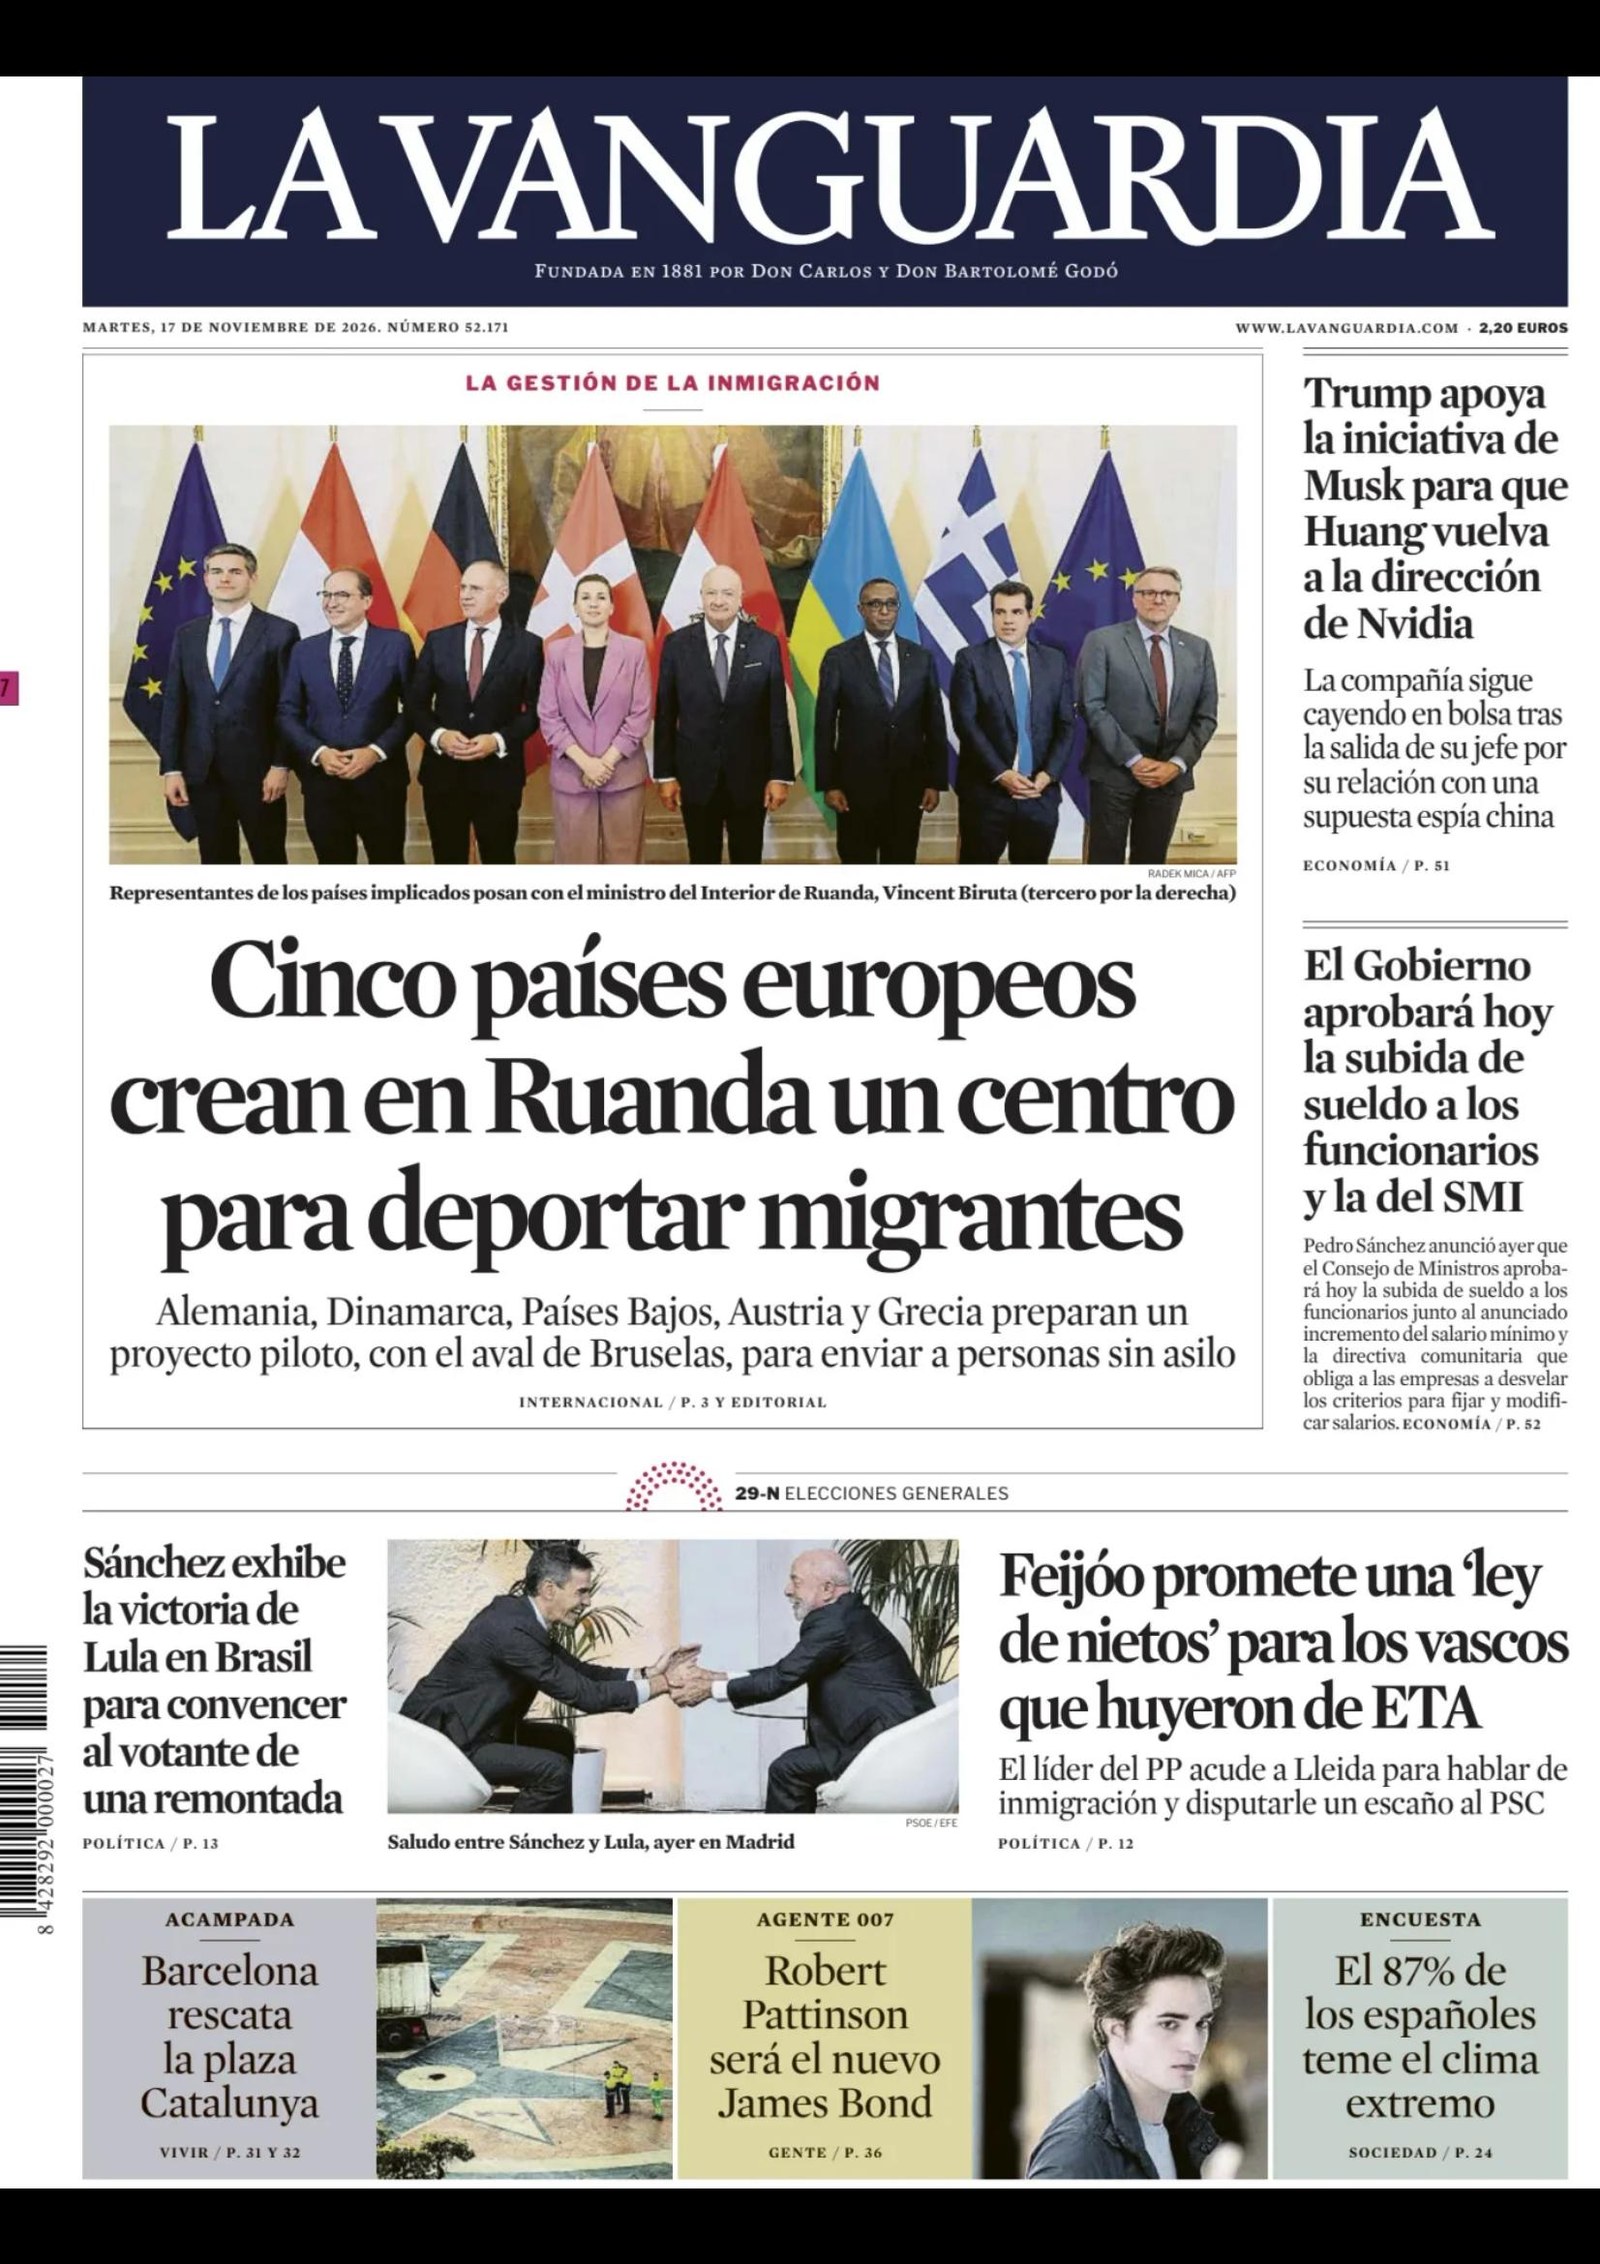 LA VANGUARDIA
FUNDADA EN 1881 POR DON CARLOS Y DON BARTOLOMÉ GODÓ
MARTES, 17 DE NOVIEMBRE DE 2026. NÚMERO 52.171
WWW.LAVANGUARDIA.COM · 2,20 EUROS
LA GESTIÓN DE LA INMIGRACIÓN
RADEK MICA / AFP
Representantes de los países implicados posan con el ministro del Interior de Ruanda, Vincent Biruta (tercero por la derecha)
Cinco países europeos
crean en Ruanda un centro
para deportar migrantes
Alemania, Dinamarca, Países Bajos, Austria y Grecia preparan un
proyecto piloto, con el aval de Bruselas, para enviar a personas sin asilo
INTERNACIONAL / P. 3 Y EDITORIAL
Trump apoya
la iniciativa de
Musk para que
Huang vuelva
a la dirección
de Nvidia
La compañía sigue
cayendo en bolsa tras
la salida de su jefe por
su relación con una
supuesta espía china
ECONOMÍA / P. 51
El Gobierno
aprobará hoy
la subida de
sueldo a los
funcionarios
y la del SMI
Pedro Sánchez anunció ayer que
el Consejo de Ministros aproba-
rá hoy la subida de sueldo a los
funcionarios junto al anunciado
incremento del salario mínimo y
la directiva comunitaria que
obliga a las empresas a desvelar
los criterios para fijar y modifi-
car salarios. ECONOMÍA / P. 52
7
29-N ELECCIONES GENERALES
Sánchez exhibe
la victoria de
Lula en Brasil
para convencer
al votante de
una remontada
POLÍTICA / P. 13
PSOE / EFE
Saludo entre Sánchez y Lula, ayer en Madrid
Feijóo promete una ‘ley
de nietos’ para los vascos
que huyeron de ETA
El líder del PP acude a Lleida para hablar de
inmigración y disputarle un escaño al PSC
POLÍTICA / P. 12
8 428292 000027
ACAMPADA
Barcelona
rescata
la plaza
Catalunya
VIVIR / P. 31 Y 32
AGENTE 007
Robert
Pattinson
será el nuevo
James Bond
GENTE / P. 36
ENCUESTA
El 87% de
los españoles
teme el clima
extremo
SOCIEDAD / P. 24